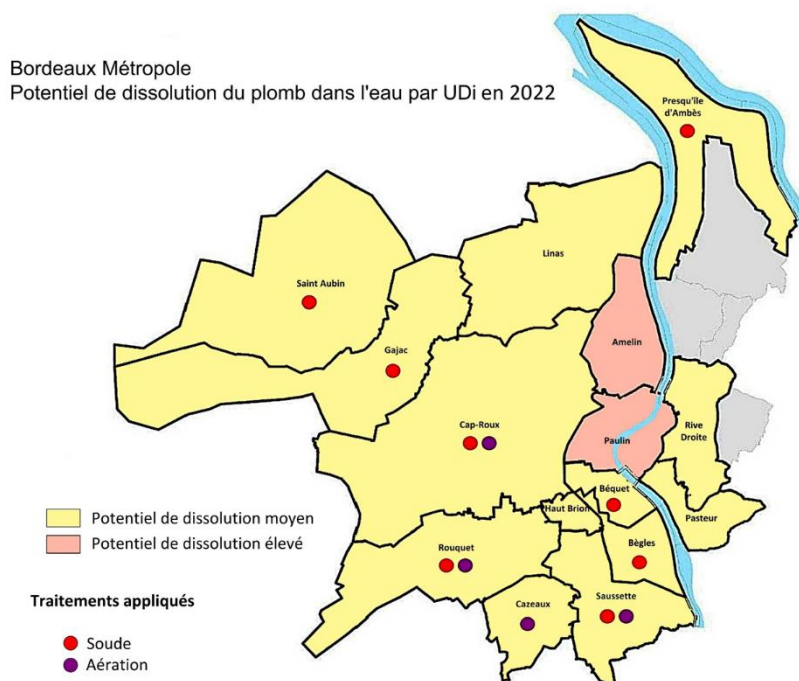 Bordeaux Métropole
Potentiel de dissolution du plomb dans l'eau par UDi en 2022
Presqu'île
d'Ambès
Linas
Saint Aubin
Amelin
Gajac
Cap-Roux
Rive
Droite
Paulin
Béquet
Haut Brion
Pasteur
Potentiel de dissolution moyen
Potentiel de dissolution élevé
Rouquet
Bègles
Traitements appliqués
Cazeaux
Saussette
Soude
Aération